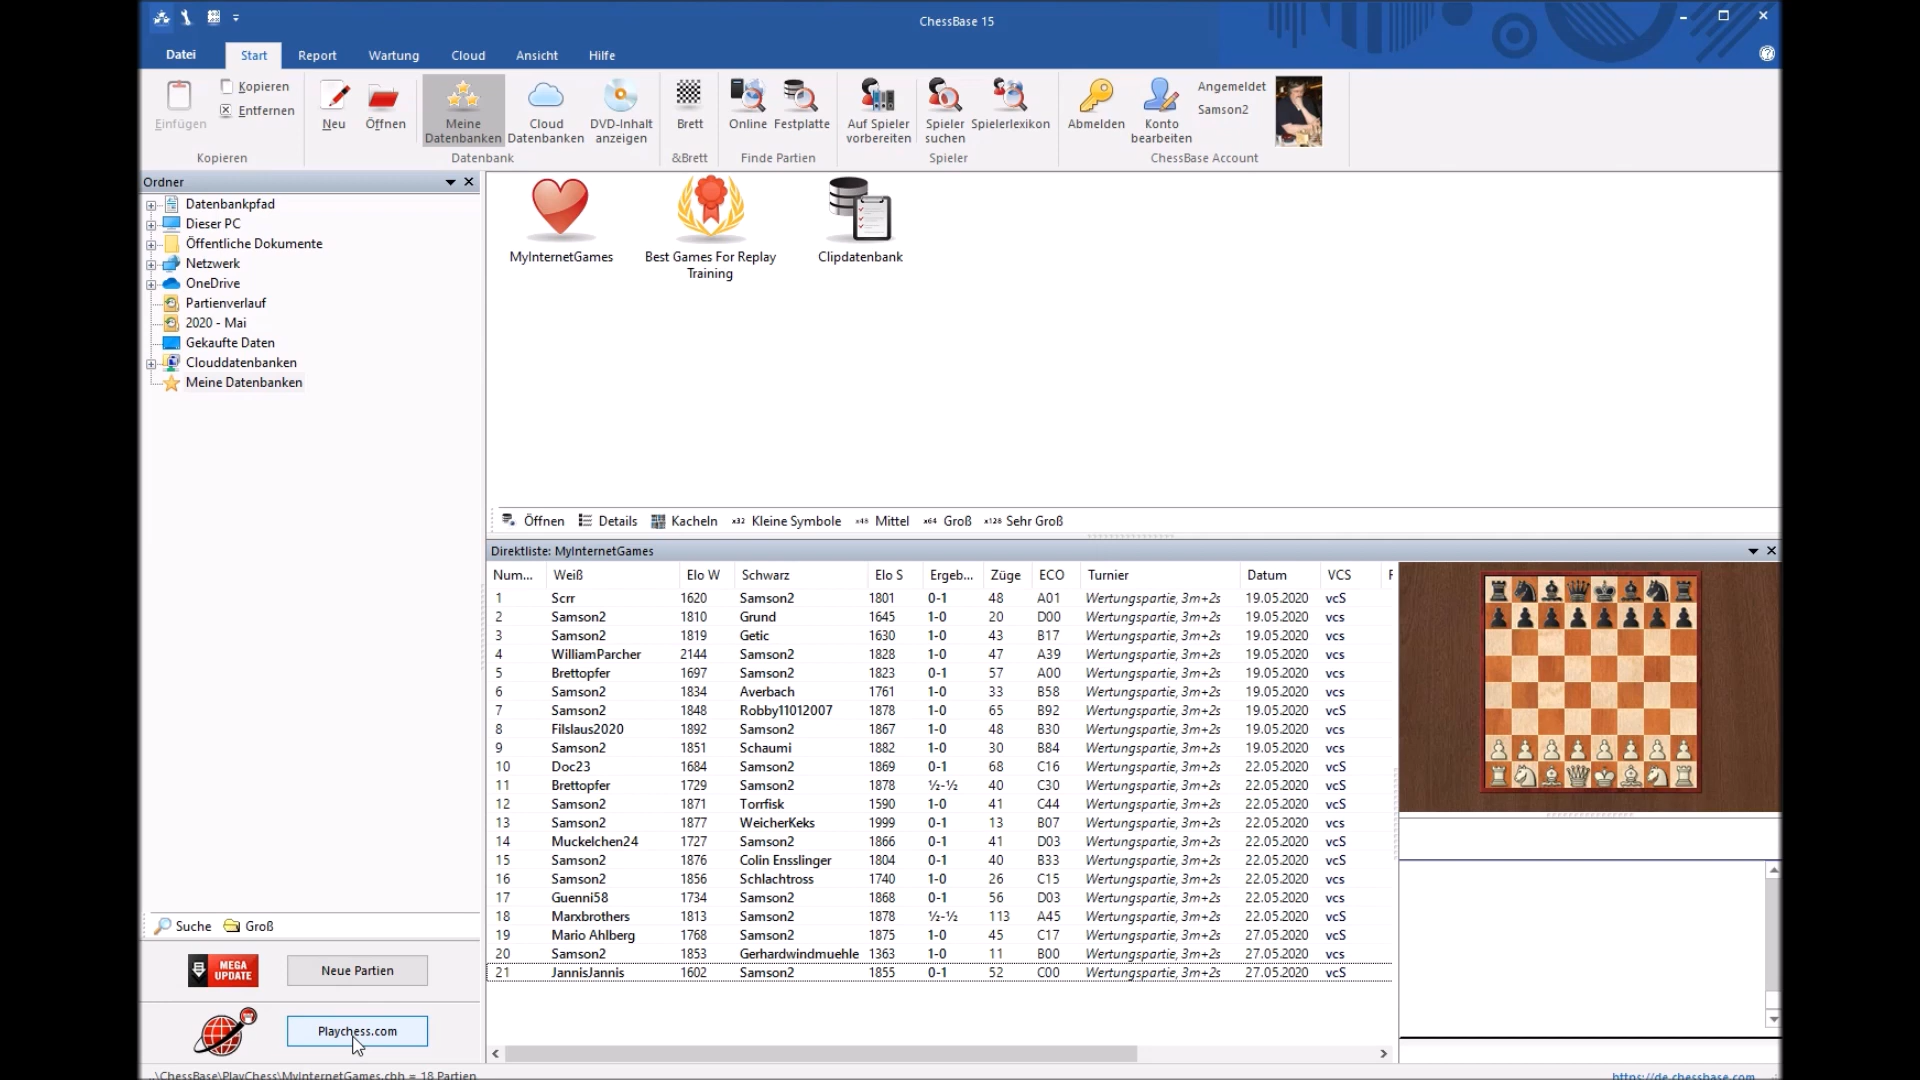 ChessBase 15
Datei Start Report Wartung Cloud Ansicht Hilfe
Einfügen Kopieren Entfernen
Neu Öffnen Meine Datenbanken Cloud Datenbanken DVD-Inhalt anzeigen
Brett Online Festplatte Auf Spieler vorbereiten Spieler suchen Spielerlexikon
Abmelden Konto bearbeiten Angemeldet Samson2
Kopieren Datenbank &Brett Finde Partien Spieler ChessBase Account
Ordner
Datenbankpfad
Dieser PC
Öffentliche Dokumente
Netzwerk
OneDrive
Partienverlauf
2020 - Mai
Gekaufte Daten
Clouddatenbanken
Meine Datenbanken
Suche Groß
MEGA UPDATE Neue Partien
Playchess.com
MyInternetGames
Best Games For Replay Training
Clipdatenbank
Öffnen Details Kacheln x32 Kleine Symbole x48 Mittel x64 Groß x128 Sehr Groß
Direktliste: MyInternetGames
Num... Weiß Elo W Schwarz Elo S Ergeb... Züge ECO Turnier Datum VCS F
1 Scrr 1620 Samson2 1801 0-1 48 A01 Wertungspartie, 3m+2s 19.05.2020 vcS
2 Samson2 1810 Grund 1645 1-0 20 D00 Wertungspartie, 3m+2s 19.05.2020 vcs
3 Samson2 1819 Getic 1630 1-0 43 B17 Wertungspartie, 3m+2s 19.05.2020 vcs
4 WilliamParcher 2144 Samson2 1828 1-0 47 A39 Wertungspartie, 3m+2s 19.05.2020 vcs
5 Brettopfer 1697 Samson2 1823 0-1 57 A00 Wertungspartie, 3m+2s 19.05.2020 vcs
6 Samson2 1834 Averbach 1761 1-0 33 B58 Wertungspartie, 3m+2s 19.05.2020 vcs
7 Samson2 1848 Robby11012007 1878 1-0 65 B92 Wertungspartie, 3m+2s 19.05.2020 vcs
8 Filslaus2020 1892 Samson2 1867 1-0 48 B30 Wertungspartie, 3m+2s 19.05.2020 vcS
9 Samson2 1851 Schaumi 1882 1-0 30 B84 Wertungspartie, 3m+2s 19.05.2020 vcs
10 Doc23 1684 Samson2 1869 0-1 68 C16 Wertungspartie, 3m+2s 22.05.2020 vcS
11 Brettopfer 1729 Samson2 1878 ½-½ 40 C30 Wertungspartie, 3m+2s 22.05.2020 vcS
12 Samson2 1871 Torrfisk 1590 1-0 41 C44 Wertungspartie, 3m+2s 22.05.2020 vcS
13 Samson2 1877 WeicherKeks 1999 0-1 13 B07 Wertungspartie, 3m+2s 22.05.2020 vcs
14 Muckelchen24 1727 Samson2 1866 0-1 41 D03 Wertungspartie, 3m+2s 22.05.2020 vcS
15 Samson2 1876 Colin Ensslinger 1804 0-1 40 B33 Wertungspartie, 3m+2s 22.05.2020 vcS
16 Samson2 1856 Schlachtross 1740 1-0 26 C15 Wertungspartie, 3m+2s 22.05.2020 vcS
17 Guenni58 1734 Samson2 1868 0-1 56 D03 Wertungspartie, 3m+2s 22.05.2020 vcs
18 Marxbrothers 1813 Samson2 1878 ½-½ 113 A45 Wertungspartie, 3m+2s 22.05.2020 vcS
19 Mario Ahlberg 1768 Samson2 1875 1-0 45 C17 Wertungspartie, 3m+2s 27.05.2020 vcS
20 Samson2 1853 Gerhardwindmuehle 1363 1-0 11 B00 Wertungspartie, 3m+2s 27.05.2020 vcs
21 JannisJannis 1602 Samson2 1855 0-1 52 C00 Wertungspartie, 3m+2s 27.05.2020 vcS
..\ChessBase\PlayChess\MyInternetGames.cbh = 18 Partien
https://de.chessbase.com